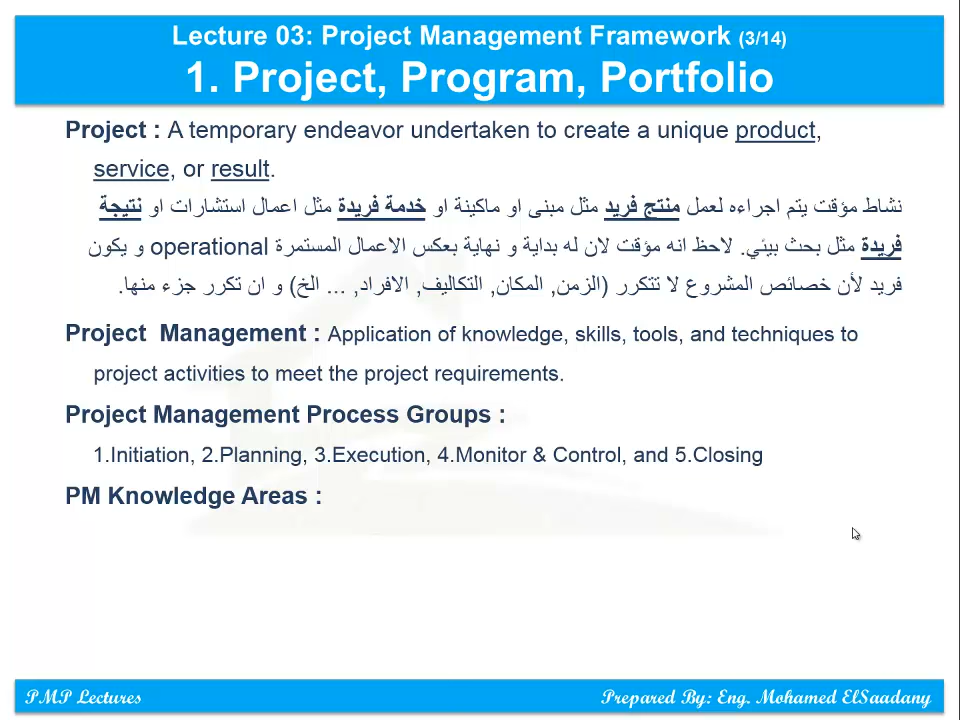 Lecture 03: Project Management Framework (3/14)
1. Project, Program, Portfolio
Project : A temporary endeavor undertaken to create a unique product,
service, or result.
نشاط مؤقت يتم اجراءه لعمل منتج فريد مثل مبنى او ماكينة او خدمة فريدة مثل اعمال استشارات او نتيجة
فريدة مثل بحث بيئي. لاحظ انه مؤقت لان له بداية و نهاية بعكس الاعمال المستمرة operational و يكون
فريد لأن خصائص المشروع لا تتكرر (الزمن, المكان, التكاليف, الافراد, ... الخ) و ان تكرر جزء منها.
Project Management : Application of knowledge, skills, tools, and techniques to
project activities to meet the project requirements.
Project Management Process Groups :
1.Initiation, 2.Planning, 3.Execution, 4.Monitor & Control, and 5.Closing
PM Knowledge Areas :
PMP Lectures
Prepared By: Eng. Mohamed ElSaadany